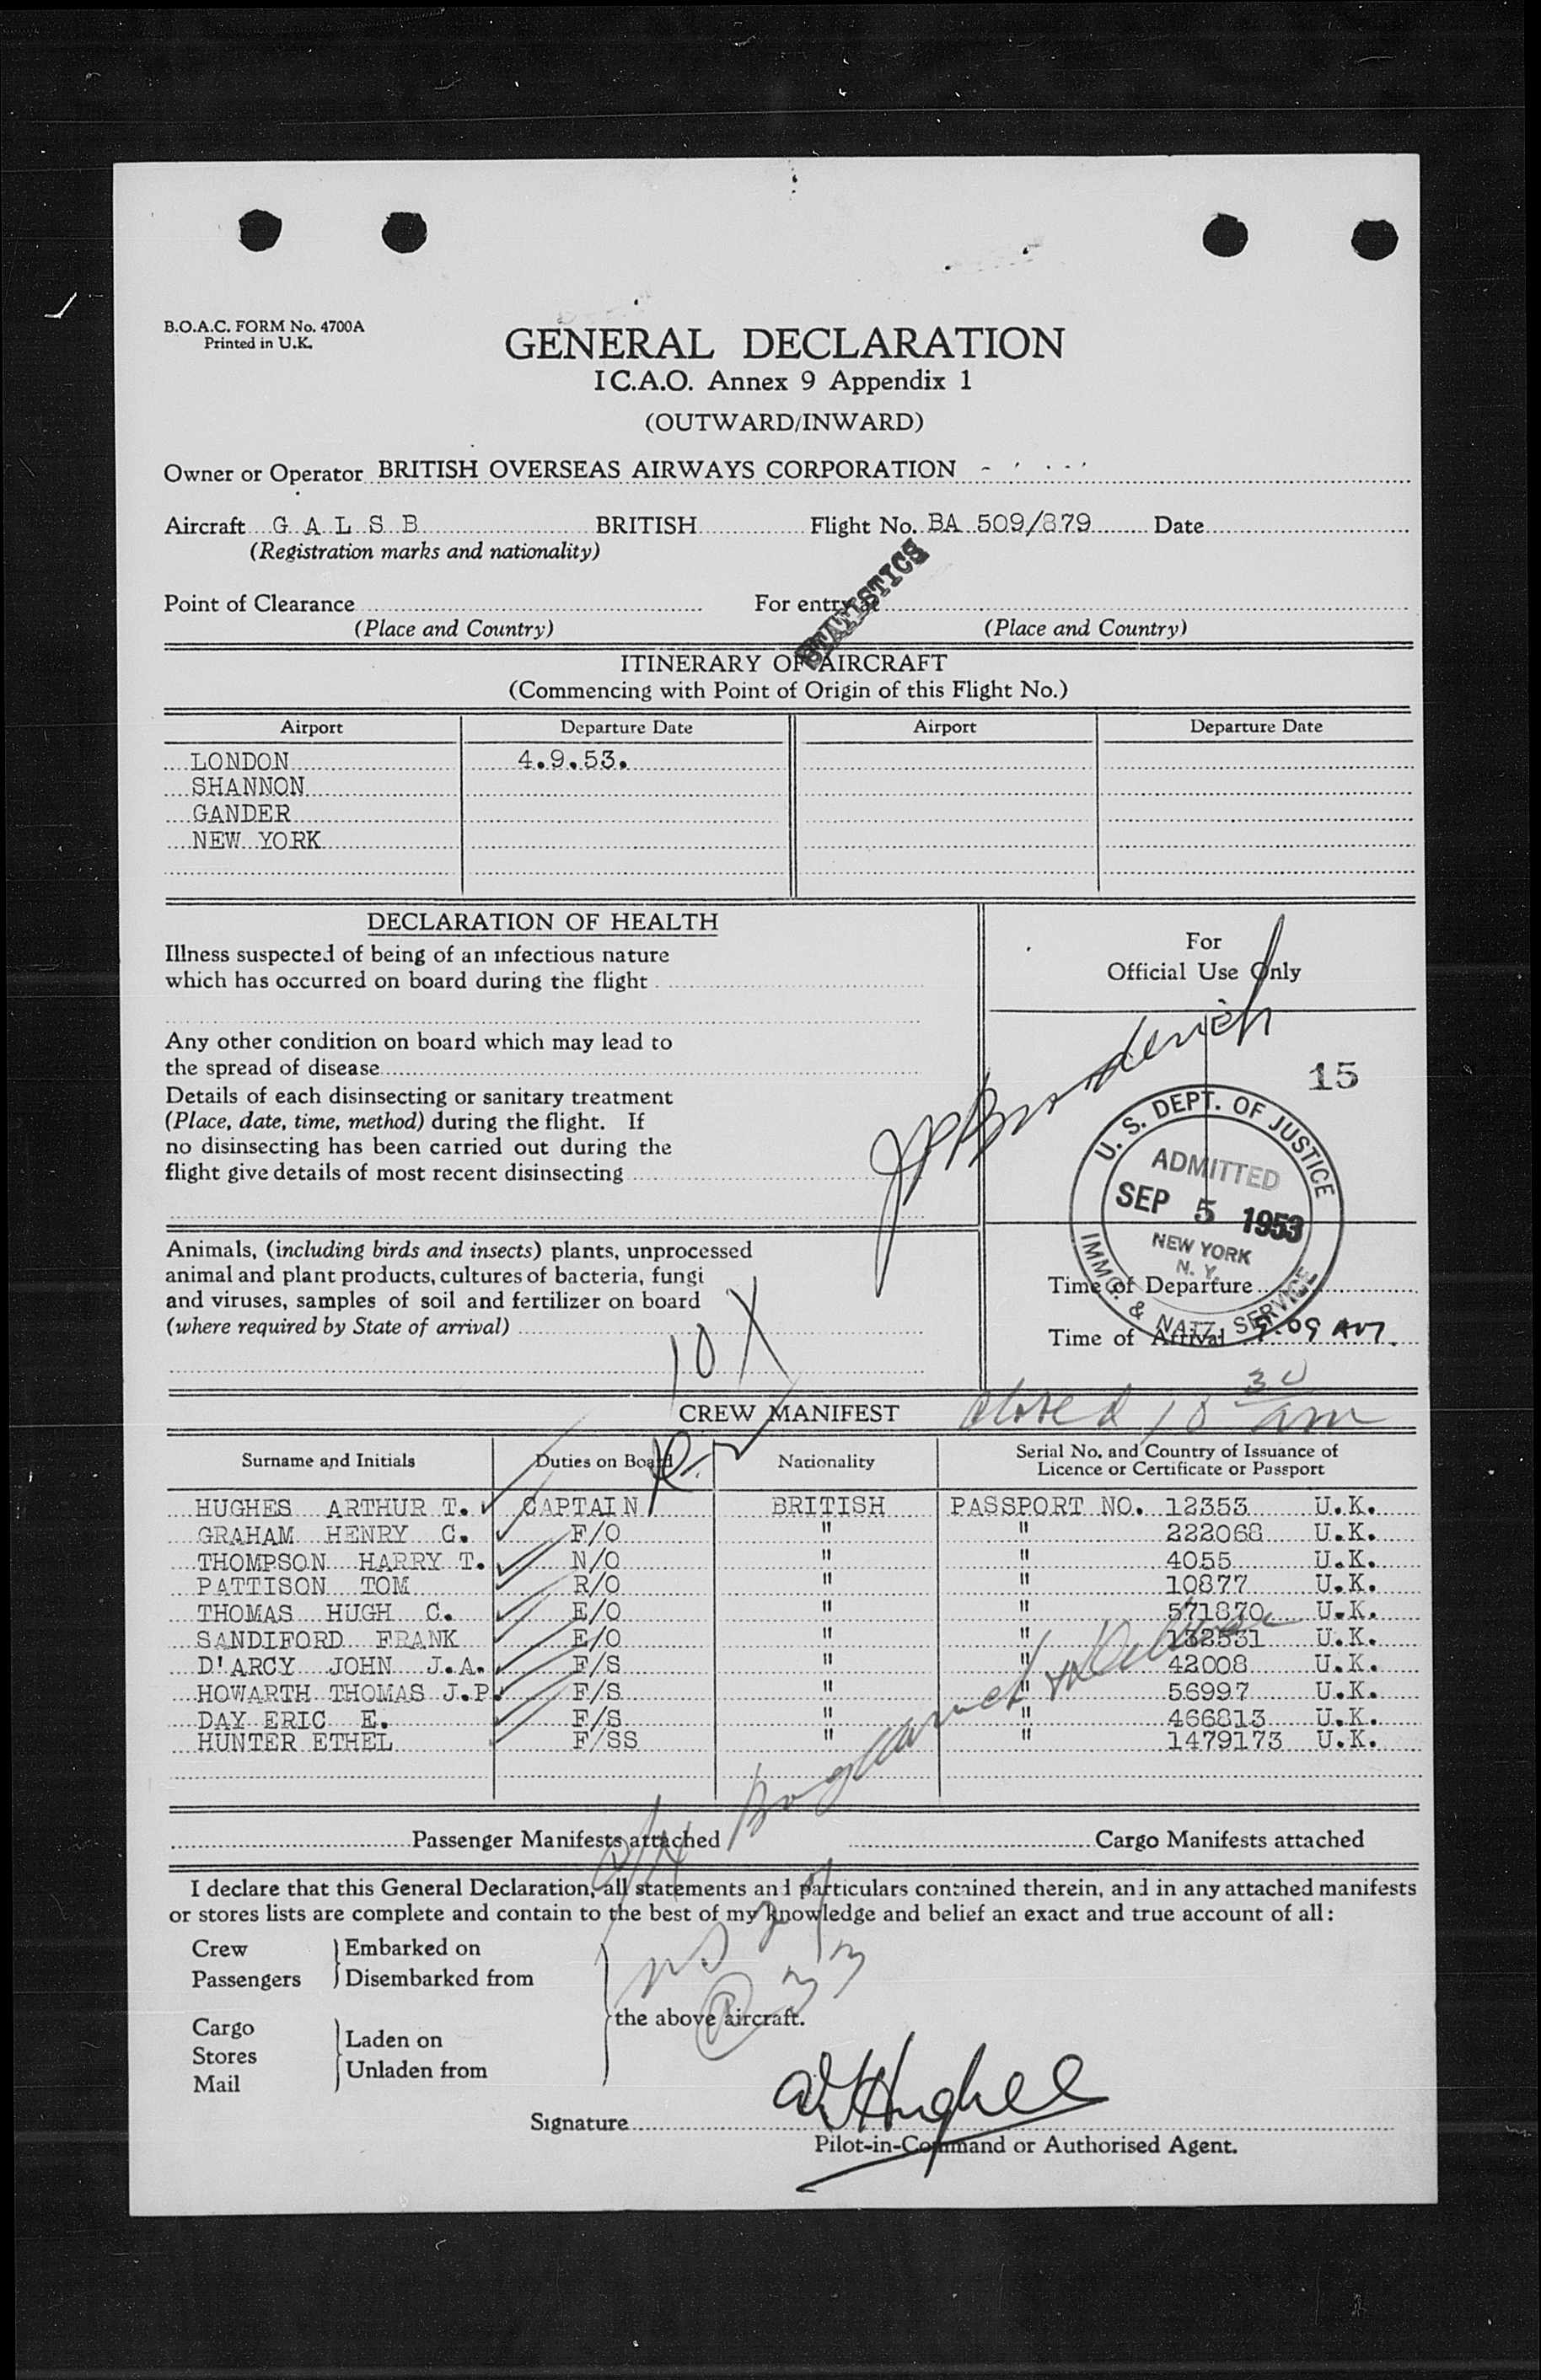 B.O.A.C. FORM No. 4700A
Printed in U.K.
GENERAL DECLARATION
I C.A.O. Annex 9 Appendix 1
(OUTWARD/INWARD)
Owner or Operator BRITISH OVERSEAS AIRWAYS CORPORATION
Aircraft G A L S B BRITISH Flight No. BA 509/879 Date
(Registration marks and nationality)
STATISTICS
Point of Clearance For entry at
(Place and Country) (Place and Country)
ITINERARY OF AIRCRAFT
(Commencing with Point of Origin of this Flight No.)
Airport Departure Date Airport Departure Date
LONDON 4.9.53.
SHANNON
GANDER
NEW YORK
DECLARATION OF HEALTH
Illness suspected of being of an infectious nature
which has occurred on board during the flight
Any other condition on board which may lead to
the spread of disease
Details of each disinsecting or sanitary treatment
(Place, date, time, method) during the flight. If
no disinsecting has been carried out during the
flight give details of most recent disinsecting
Animals, (including birds and insects) plants, unprocessed
animal and plant products, cultures of bacteria, fungi
and viruses, samples of soil and fertilizer on board
(where required by State of arrival)
10 X
For
Official Use Only
15
U. S. DEPT. OF JUSTICE
ADMITTED
SEP 5 1953
NEW YORK
N. Y.
IMMG. & NATZ. SERVICE
Time of Departure
Time of Arrival 9:09 AM.
closed 10 30 am
CREW MANIFEST
Surname and Initials Duties on Board Nationality Serial No. and Country of Issuance of
Licence or Certificate or Passport
HUGHES ARTHUR T. CAPTAIN BRITISH PASSPORT NO. 12353 U.K.
GRAHAM HENRY C. F/O " " 222068 U.K.
THOMPSON HARRY T. N/O " " 4055 U.K.
PATTISON TOM R/O " " 10877 U.K.
THOMAS HUGH C. E/O " " 571870 U.K.
SANDIFORD FRANK E/O " " 132531 U.K.
D'ARCY JOHN J.A. F/S " " 42008 U.K.
HOWARTH THOMAS J.P. F/S " " 56997 U.K.
DAY ERIC E. F/S " " 466813 U.K.
HUNTER ETHEL F/SS " " 1479173 U.K.
Passenger Manifests attached Cargo Manifests attached
I declare that this General Declaration, all statements and particulars contained therein, and in any attached manifests
or stores lists are complete and contain to the best of my knowledge and belief an exact and true account of all:
Crew Embarked on
Passengers Disembarked from
the above aircraft.
Cargo
Stores
Mail
Laden on
Unladen from
33
Signature A T Hughes
Pilot-in-Command or Authorised Agent.